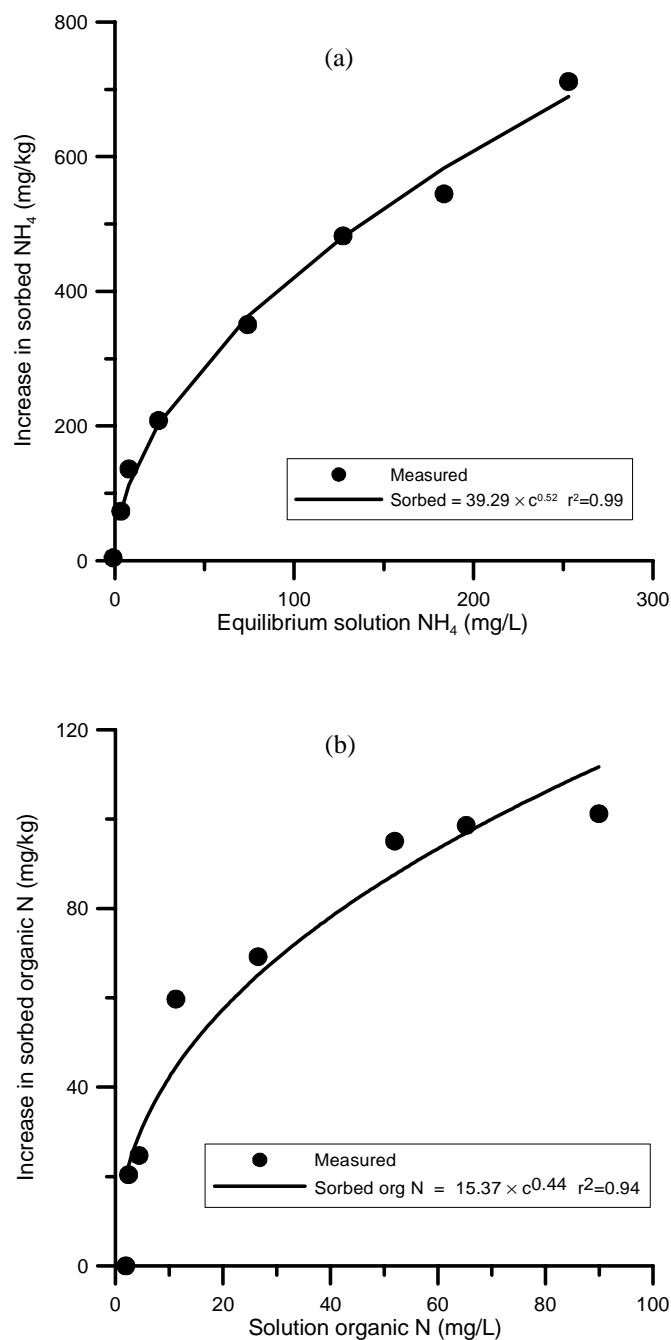 (a)
800
600
400
200
0
Increase in sorbed NH₄ (mg/kg)
Measured
Sorbed = 39.29 × c⁰·⁵² r²=0.99
0 100 200 300
Equilibrium solution NH₄ (mg/L)
(b)
120
80
40
0
Increase in sorbed organic N (mg/kg)
Measured
Sorbed org N = 15.37 × c⁰·⁴⁴ r²=0.94
0 20 40 60 80 100
Solution organic N (mg/L)